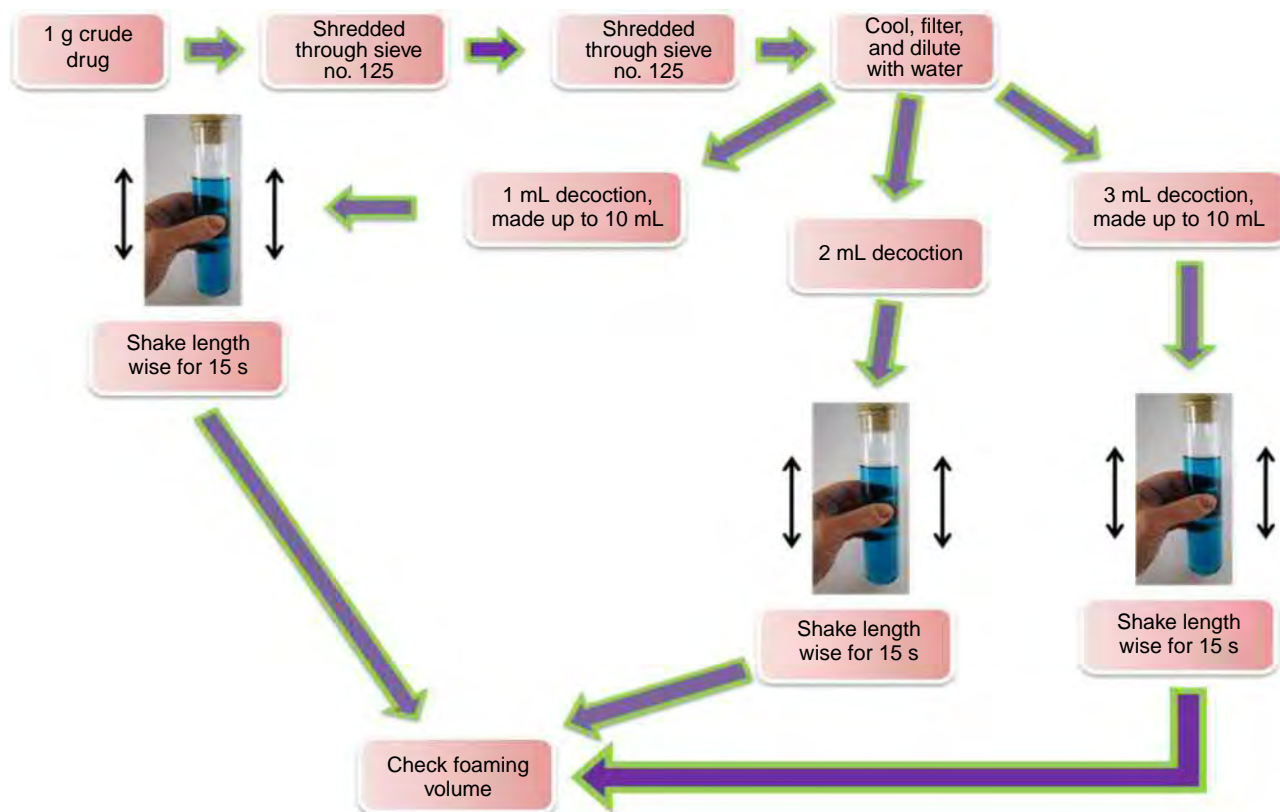 1 g crude
drug
Shredded
through sieve
no. 125
Shredded
through sieve
no. 125
Cool, filter,
and dilute
with water
1 mL decoction,
made up to 10 mL
2 mL decoction
3 mL decoction,
made up to 10 mL
Shake length
wise for 15 s
Shake length
wise for 15 s
Shake length
wise for 15 s
Check foaming
volume